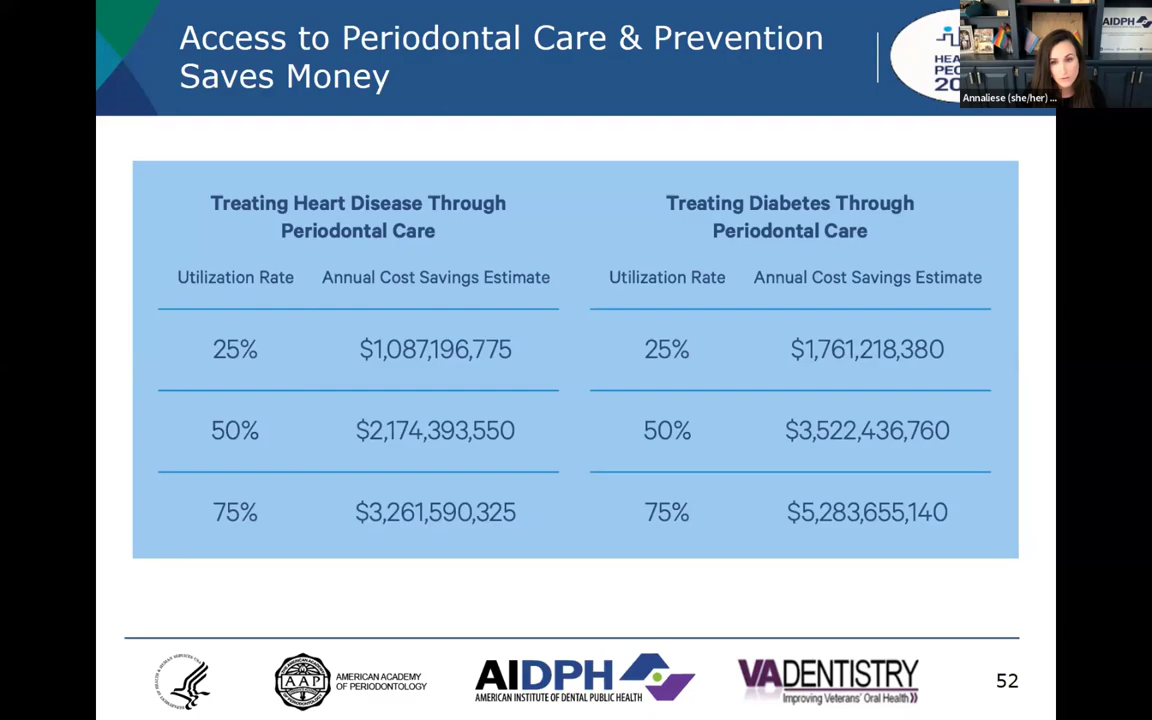 Access to Periodontal Care & Prevention
Saves Money
HEA
PEO
20
AIDPH
Annaliese (she/her) ...
Treating Heart Disease Through
Periodontal Care
Utilization Rate Annual Cost Savings Estimate
25% $1,087,196,775
50% $2,174,393,550
75% $3,261,590,325
Treating Diabetes Through
Periodontal Care
Utilization Rate Annual Cost Savings Estimate
25% $1,761,218,380
50% $3,522,436,760
75% $5,283,655,140
AAP
AMERICAN ACADEMY
OF PERIODONTOLOGY
AIDPH
AMERICAN INSTITUTE OF DENTAL PUBLIC HEALTH
VADENTISTRY
Improving Veterans' Oral Health
52